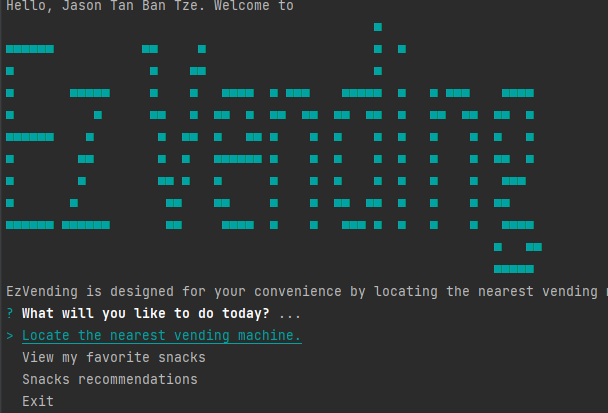 Hello, Jason Tan Ban Tze. Welcome to
EzVending
EzVending is designed for your convenience by locating the nearest vending
? What will you like to do today? ...
> Locate the nearest vending machine.
View my favorite snacks
Snacks recommendations
Exit